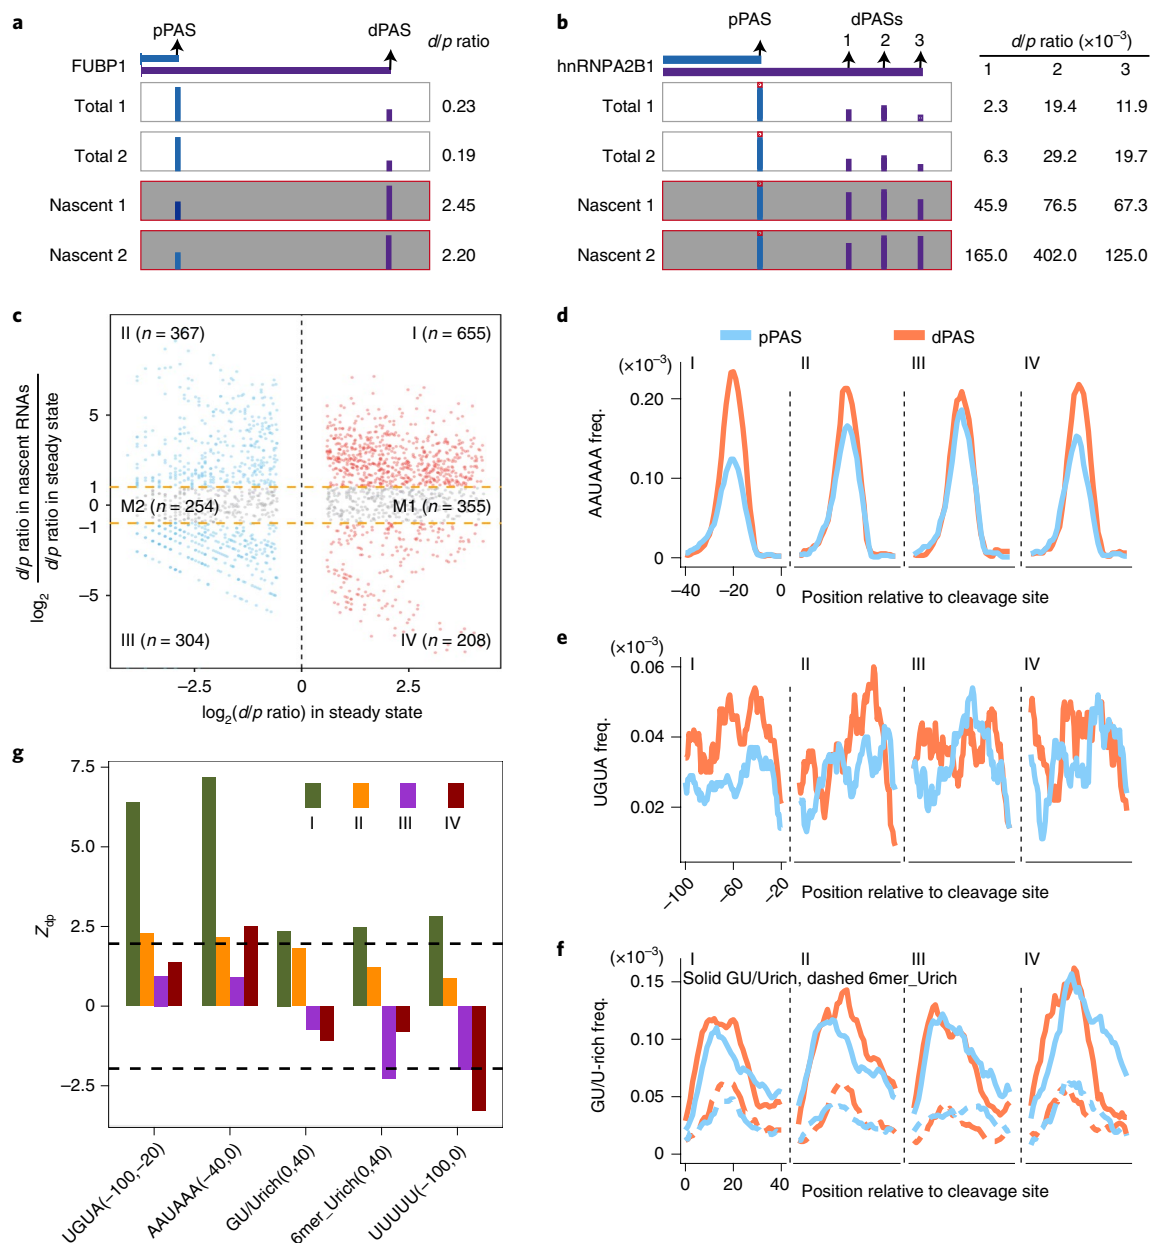 a
pPAS
dPAS
d/p ratio
FUBP1
Total 1
0.23
Total 2
0.19
Nascent 1
2.45
Nascent 2
2.20
b
pPAS
dPASs
1 2 3
d/p ratio (×10⁻³)
hnRNPA2B1
1 2 3
Total 1
2.3 19.4 11.9
Total 2
6.3 29.2 19.7
Nascent 1
45.9 76.5 67.3
Nascent 2
165.0 402.0 125.0
c
II (n = 367)
I (n = 655)
M2 (n = 254)
M1 (n = 355)
III (n = 304)
IV (n = 208)
5
1
0
−1
−5
log₂ d/p ratio in nascent RNAs
d/p ratio in steady state
−2.5 0 2.5
log₂(d/p ratio) in steady state
d
pPAS
dPAS
(×10⁻³)
I II III IV
0.20
0.10
0
AAUAAA freq.
−40 −20 0
Position relative to cleavage site
e
(×10⁻³)
I II III IV
0.06
0.04
0.02
UGUA freq.
−100 −60 −20
Position relative to cleavage site
f
(×10⁻³)
I II III IV
Solid GU/Urich, dashed 6mer_Urich
0.15
0.10
0.05
0
GU/U-rich freq.
0 20 40
Position relative to cleavage site
g
7.5
5.0
2.5
0
−2.5
Zdp
I II III IV
UGUA(−100,−20)
AAUAAA(−40,0)
GU/Urich(0,40)
6mer_Urich(0,40)
UUUUU(−100,0)